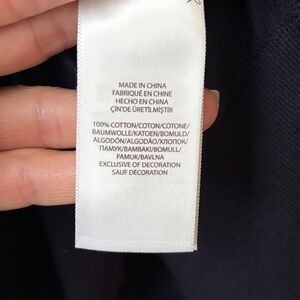 MADE IN CHINA
FABRIQUÉ EN CHINE
HECHO EN CHINA
ÇİN'DE ÜRETİLMİŞTİR
100% COTTON/COTON/COTONE/
BAUMWOLLE/KATOEN/BOMULD/
ALGODÓN/ALGODÃO/ХЛОПОК/
ПАМУК/BAMBAKI/BOMULL/
PAMUK/BAVLNA
EXCLUSIVE OF DECORATION
SAUF DÉCORATION